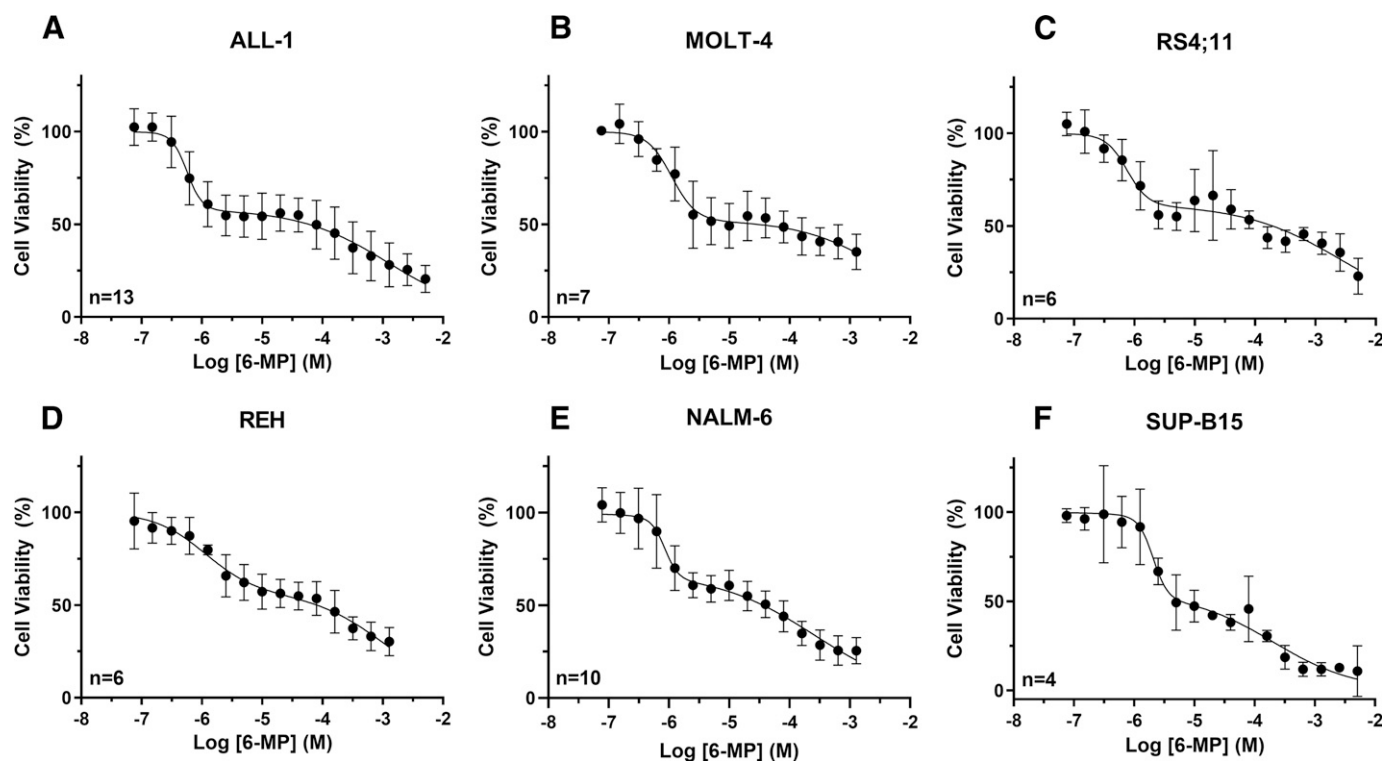 A
ALL-1
Cell Viability (%)
100
50
0
n=13
-8 -7 -6 -5 -4 -3 -2
Log [6-MP] (M)
B
MOLT-4
Cell Viability (%)
100
50
0
n=7
-8 -7 -6 -5 -4 -3 -2
Log [6-MP] (M)
C
RS4;11
Cell Viability (%)
100
50
0
n=6
-8 -7 -6 -5 -4 -3 -2
Log [6-MP] (M)
D
REH
Cell Viability (%)
100
50
0
n=6
-8 -7 -6 -5 -4 -3 -2
Log [6-MP] (M)
E
NALM-6
Cell Viability (%)
100
50
0
n=10
-8 -7 -6 -5 -4 -3 -2
Log [6-MP] (M)
F
SUP-B15
Cell Viability (%)
100
50
0
n=4
-8 -7 -6 -5 -4 -3 -2
Log [6-MP] (M)